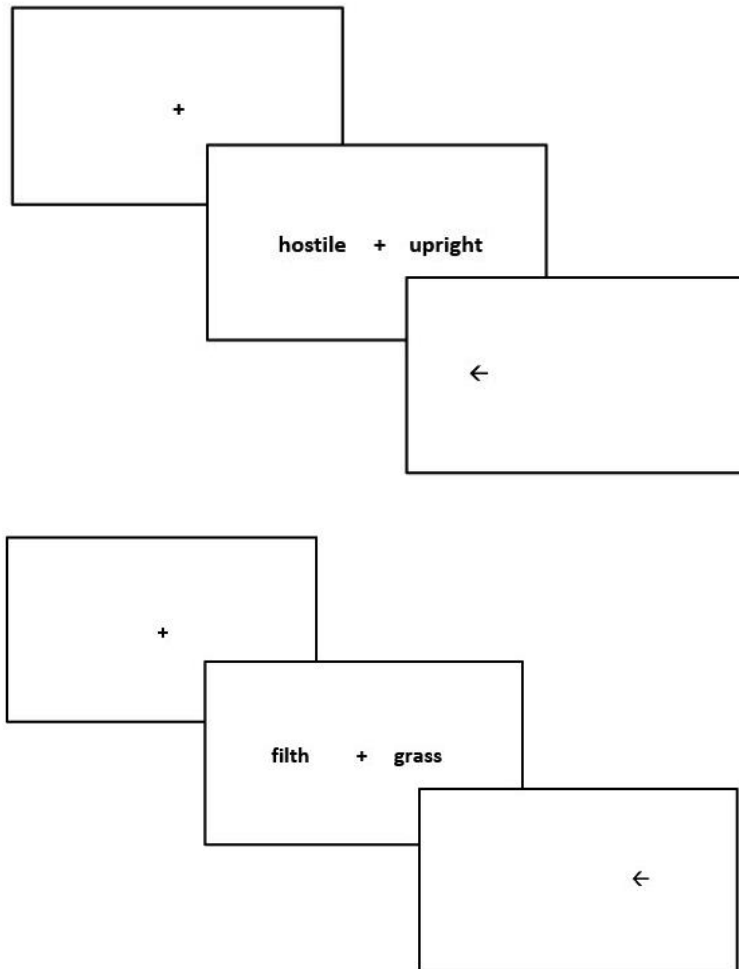 +
hostile + upright
←
+
filth + grass
←